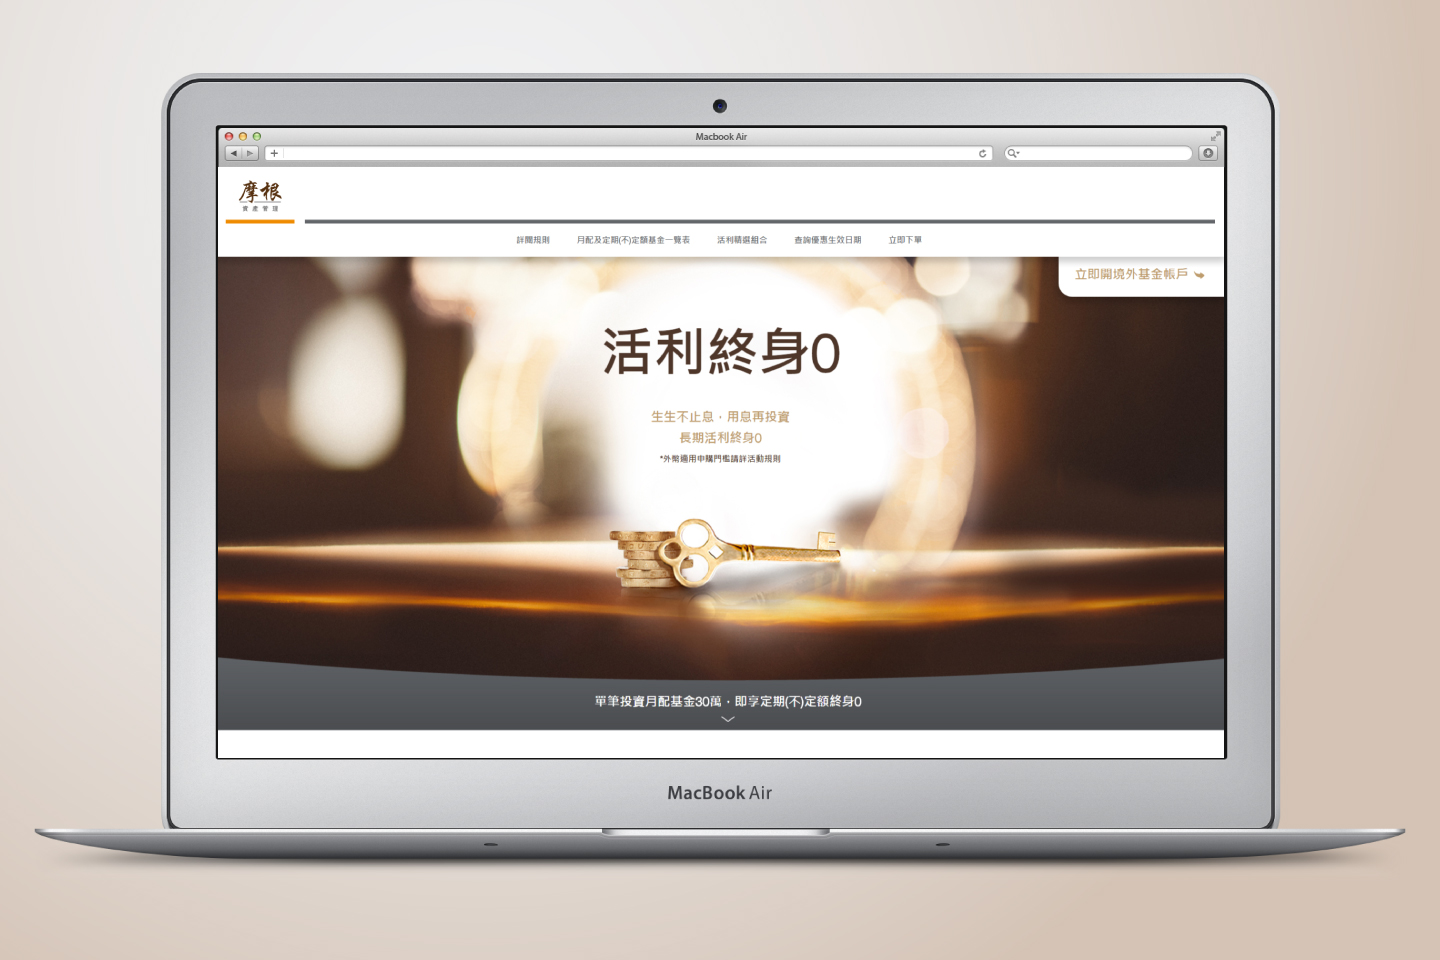 Macbook Air
摩根
資產管理
詳閱規則 月配及定期(不)定額基金一覽表 活利精選組合 查詢優惠生效日期 立即下單
立即開境外基金帳戶
活利終身0
生生不止息，用息再投資
長期活利終身0
*外幣適用申購門檻請詳活動規則
單筆投資月配基金30萬，即享定期(不)定額終身0
MacBook Air